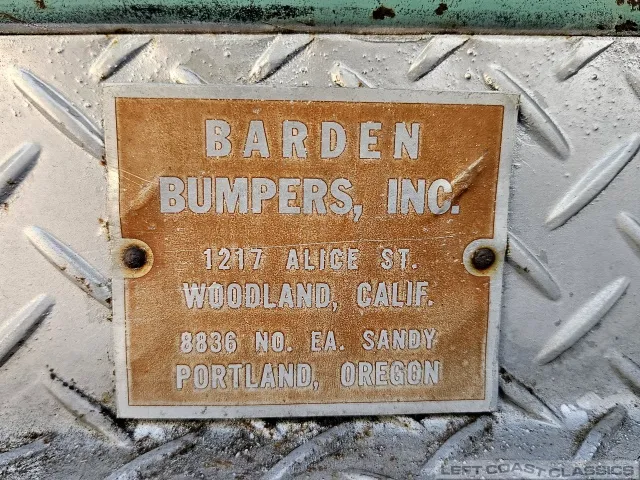 BARDEN
BUMPERS, INC.
1217 ALICE ST.
WOODLAND, CALIF.
8836 NO. EA. SANDY
PORTLAND, OREGON
LEFT COAST CLASSICS